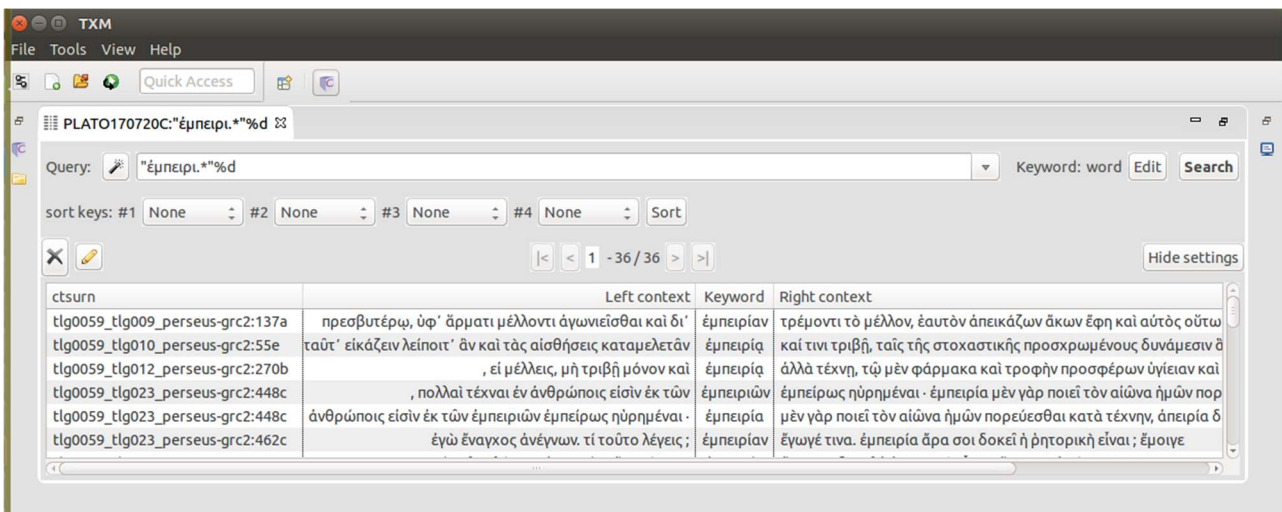 TXM
File Tools View Help
Quick Access
PLATO170720C:"ἐμπειρι.*"%d
Query: "ἐμπειρι.*"%d Keyword: word Edit Search
sort keys: #1 None #2 None #3 None #4 None Sort
|< < 1 - 36 / 36 > >| Hide settings
ctsurn Left context Keyword Right context
tlg0059_tlg009_perseus-grc2:137a πρεσβυτέρῳ, ὑφ᾽ ἅρματι μέλλοντι ἀγωνιεῖσθαι καὶ δι᾽ ἐμπειρίαν τρέμοντι τὸ μέλλον, ἑαυτὸν ἀπεικάζων ἄκων ἔφη καὶ αὐτὸς οὕτω
tlg0059_tlg010_perseus-grc2:55e ταῦτ᾽ εἰκάζειν λείποιτ᾽ ἂν καὶ τὰς αἰσθήσεις καταμελετᾶν ἐμπειρίᾳ καί τινι τριβῇ, ταῖς τῆς στοχαστικῆς προσχρωμένους δυνάμεσιν
tlg0059_tlg012_perseus-grc2:270b , εἰ μέλλεις, μὴ τριβῇ μόνον καὶ ἐμπειρίᾳ ἀλλὰ τέχνῃ, τῷ μὲν φάρμακα καὶ τροφὴν προσφέρων ὑγίειαν καὶ
tlg0059_tlg023_perseus-grc2:448c , πολλαὶ τέχναι ἐν ἀνθρώποις εἰσὶν ἐκ τῶν ἐμπειριῶν ἐμπείρως ηὑρημέναι · ἐμπειρία μὲν γὰρ ποιεῖ τὸν αἰῶνα ἡμῶν πορ
tlg0059_tlg023_perseus-grc2:448c ἀνθρώποις εἰσὶν ἐκ τῶν ἐμπειριῶν ἐμπείρως ηὑρημέναι · ἐμπειρία μὲν γὰρ ποιεῖ τὸν αἰῶνα ἡμῶν πορεύεσθαι κατὰ τέχνην, ἀπειρία δ
tlg0059_tlg023_perseus-grc2:462c ἐγὼ ἔναγχος ἀνέγνων. τί τοῦτο λέγεις ; ἐμπειρίαν ἔγωγέ τινα. ἐμπειρία ἄρα σοι δοκεῖ ἡ ῥητορικὴ εἶναι ; ἔμοιγε